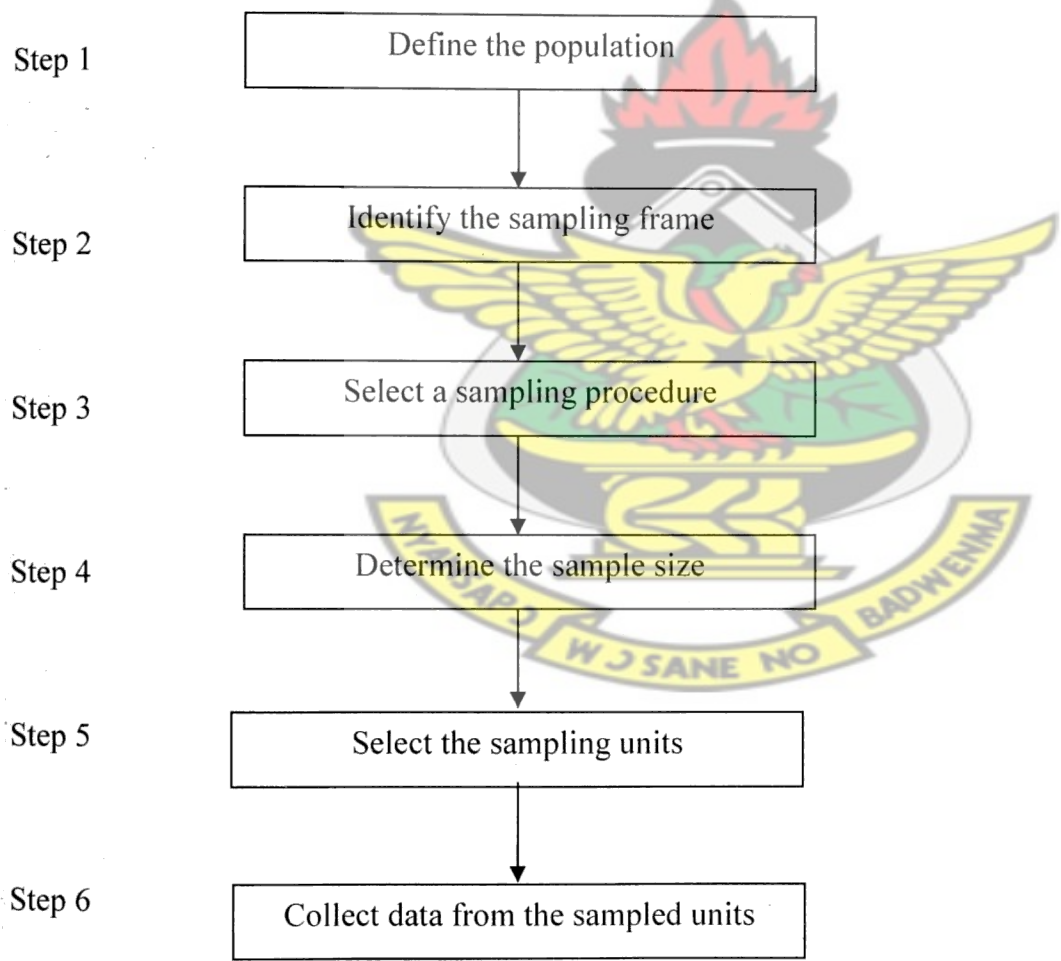 Step 1
Define the population
Step 2
Identify the sampling frame
Step 3
Select a sampling procedure
Step 4
Determine the sample size
NYANSAPƆ
WƆSANE NO
BADWENMA
Step 5
Select the sampling units
Step 6
Collect data from the sampled units